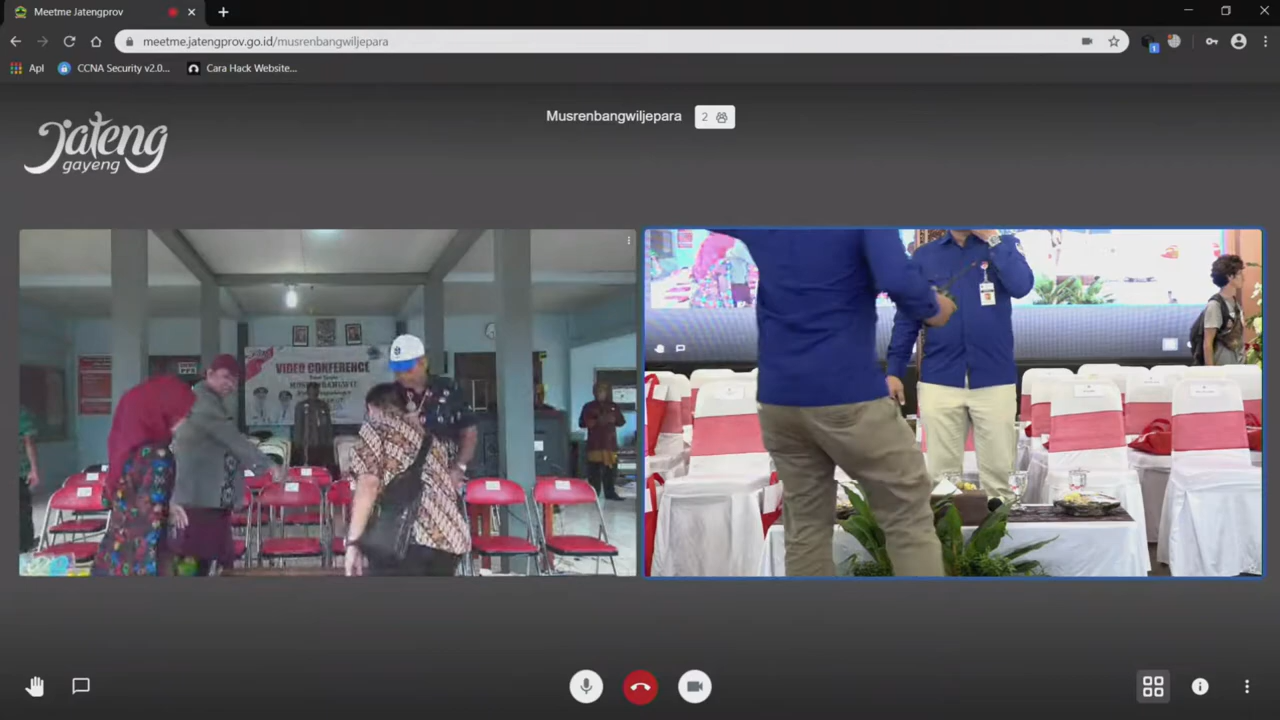 Meetme Jatengprov
meetme.jatengprov.go.id/musrenbangwiljepara
Apl
CCNA Security v2.0...
Cara Hack Website...
jateng
gayeng
Musrenbangwiljepara
2
VIDEO CONFERENCE
1